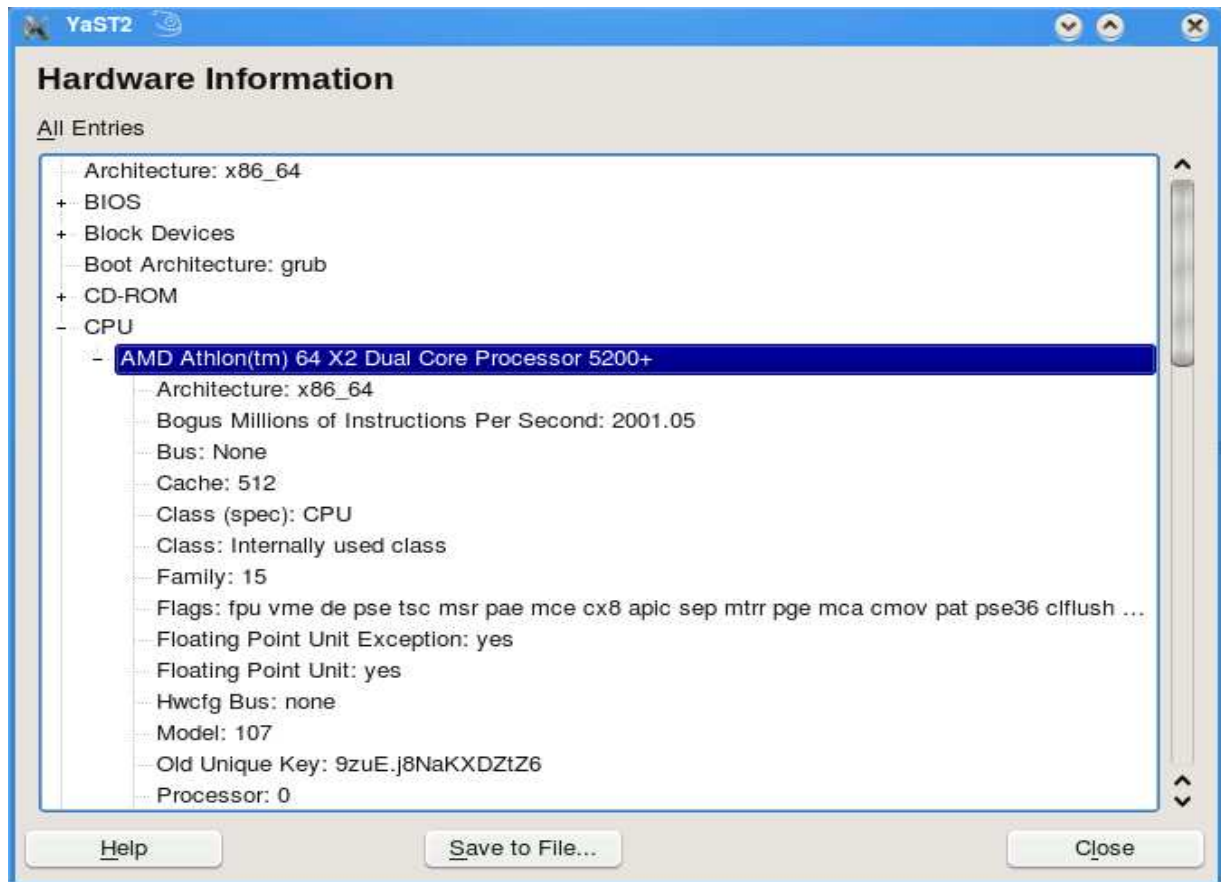 YaST2
Hardware Information
All Entries
Architecture: x86_64
+ BIOS
+ Block Devices
Boot Architecture: grub
+ CD-ROM
- CPU
- AMD Athlon(tm) 64 X2 Dual Core Processor 5200+
Architecture: x86_64
Bogus Millions of Instructions Per Second: 2001.05
Bus: None
Cache: 512
Class (spec): CPU
Class: Internally used class
Family: 15
Flags: fpu vme de pse tsc msr pae mce cx8 apic sep mtrr pge mca cmov pat pse36 clflush ...
Floating Point Unit Exception: yes
Floating Point Unit: yes
Hwcfg Bus: none
Model: 107
Old Unique Key: 9zuE.j8NaKXDZtZ6
Processor: 0
Help Save to File... Close